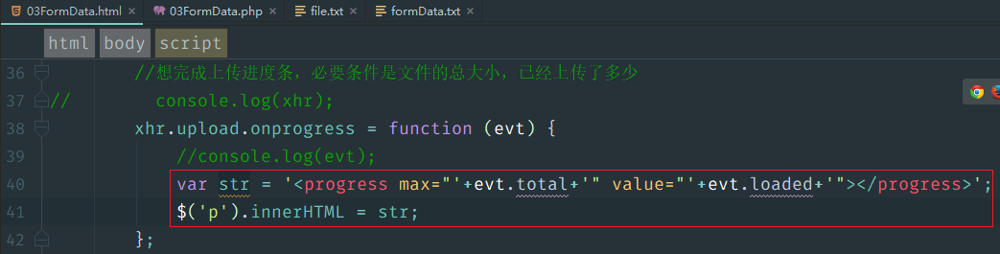 03FormData.html × 03FormData.php × file.txt × formData.txt ×
html body script
36 //想完成上传进度条，必要条件是文件的总大小，已经上传了多少
37 // console.log(xhr);
38 xhr.upload.onprogress = function (evt) {
39 //console.log(evt);
40 var str = '<progress max="'+evt.total+'" value="'+evt.loaded+'"></progress>';
41 $('p').innerHTML = str;
42 };